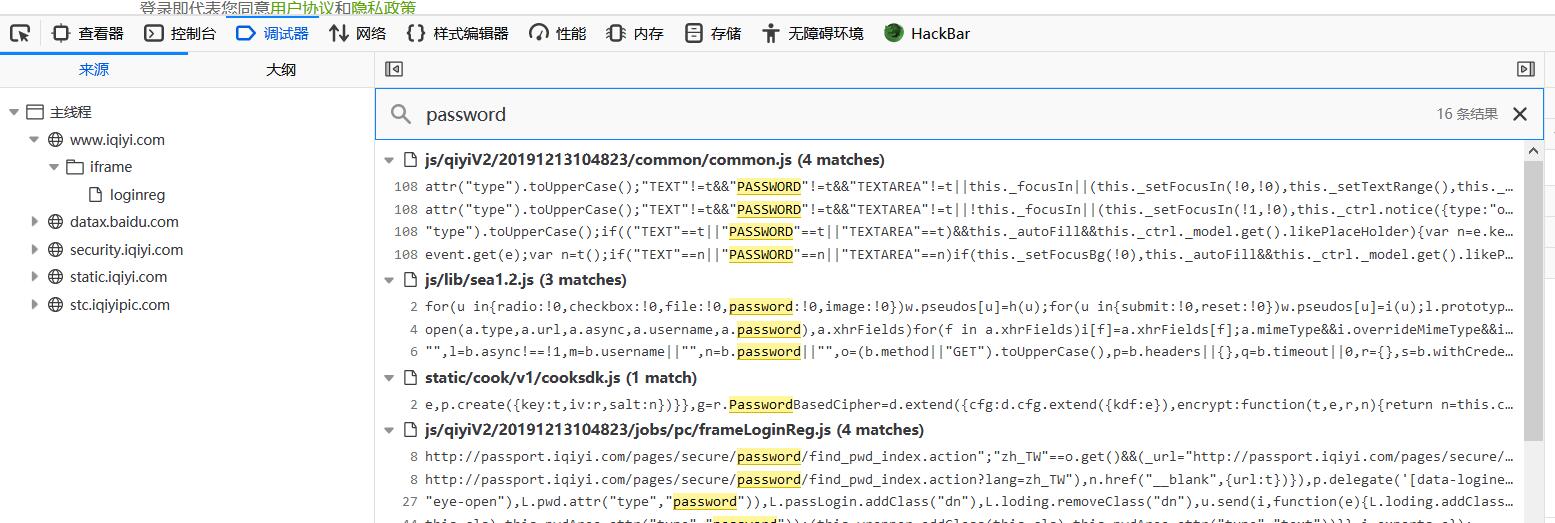 登录即代表您同意用户协议和隐私政策
查看器 控制台 调试器 网络 样式编辑器 性能 内存 存储 无障碍环境 HackBar
来源 大纲
password 16 条结果
主线程
www.iqiyi.com
iframe
loginreg
datax.baidu.com
security.iqiyi.com
static.iqiyi.com
stc.iqiyipic.com
js/qiyiV2/20191213104823/common/common.js (4 matches)
108 attr("type").toUpperCase();"TEXT"!=t&&"PASSWORD"!=t&&"TEXTAREA"!=t||this._focusIn||(this._setFocusIn(!0,!0),this._setTextRange(),this._…
108 attr("type").toUpperCase();"TEXT"!=t&&"PASSWORD"!=t&&"TEXTAREA"!=t||!this._focusIn||(this._setFocusIn(!1,!0),this._ctrl.notice({type:"o…
108 "type").toUpperCase();if(("TEXT"==t||"PASSWORD"==t||"TEXTAREA"==t)&&this._autoFill&&this._ctrl._model.get().likePlaceHolder){var n=e.ke…
108 event.get(e);var n=t();if("TEXT"==n||"PASSWORD"==n||"TEXTAREA"==n)if(this._setFocusBg(!0),this._autoFill&&this._ctrl._model.get().likeP…
js/lib/sea1.2.js (3 matches)
2 for(u in{radio:!0,checkbox:!0,file:!0,password:!0,image:!0})w.pseudos[u]=h(u);for(u in{submit:!0,reset:!0})w.pseudos[u]=i(u);l.prototyp…
4 open(a.type,a.url,a.async,a.username,a.password),a.xhrFields)for(f in a.xhrFields)i[f]=a.xhrFields[f];a.mimeType&&i.overrideMimeType&&i…
6 "",l=b.async!==!1,m=b.username||"",n=b.password||"",o=(b.method||"GET").toUpperCase(),p=b.headers||{},q=b.timeout||0,r={},s=b.withCrede…
static/cook/v1/cooksdk.js (1 match)
2 e,p.create({key:t,iv:r,salt:n})}},g=r.PasswordBasedCipher=d.extend({cfg:d.cfg.extend({kdf:e}),encrypt:function(t,e,r,n){return n=this.c…
js/qiyiV2/20191213104823/jobs/pc/frameLoginReg.js (4 matches)
8 http://passport.iqiyi.com/pages/secure/password/find_pwd_index.action";"zh_TW"==o.get()&&(_url="http://passport.iqiyi.com/pages/secure/…
8 http://passport.iqiyi.com/pages/secure/password/find_pwd_index.action?lang=zh_TW"),n.href("__blank",{url:t})}),p.delegate('[data-logine…
27 "eye-open"),L.pwd.attr("type","password")),L.passLogin.addClass("dn"),L.loding.removeClass("dn"),u.send(i,function(e){L.loding.addClass…